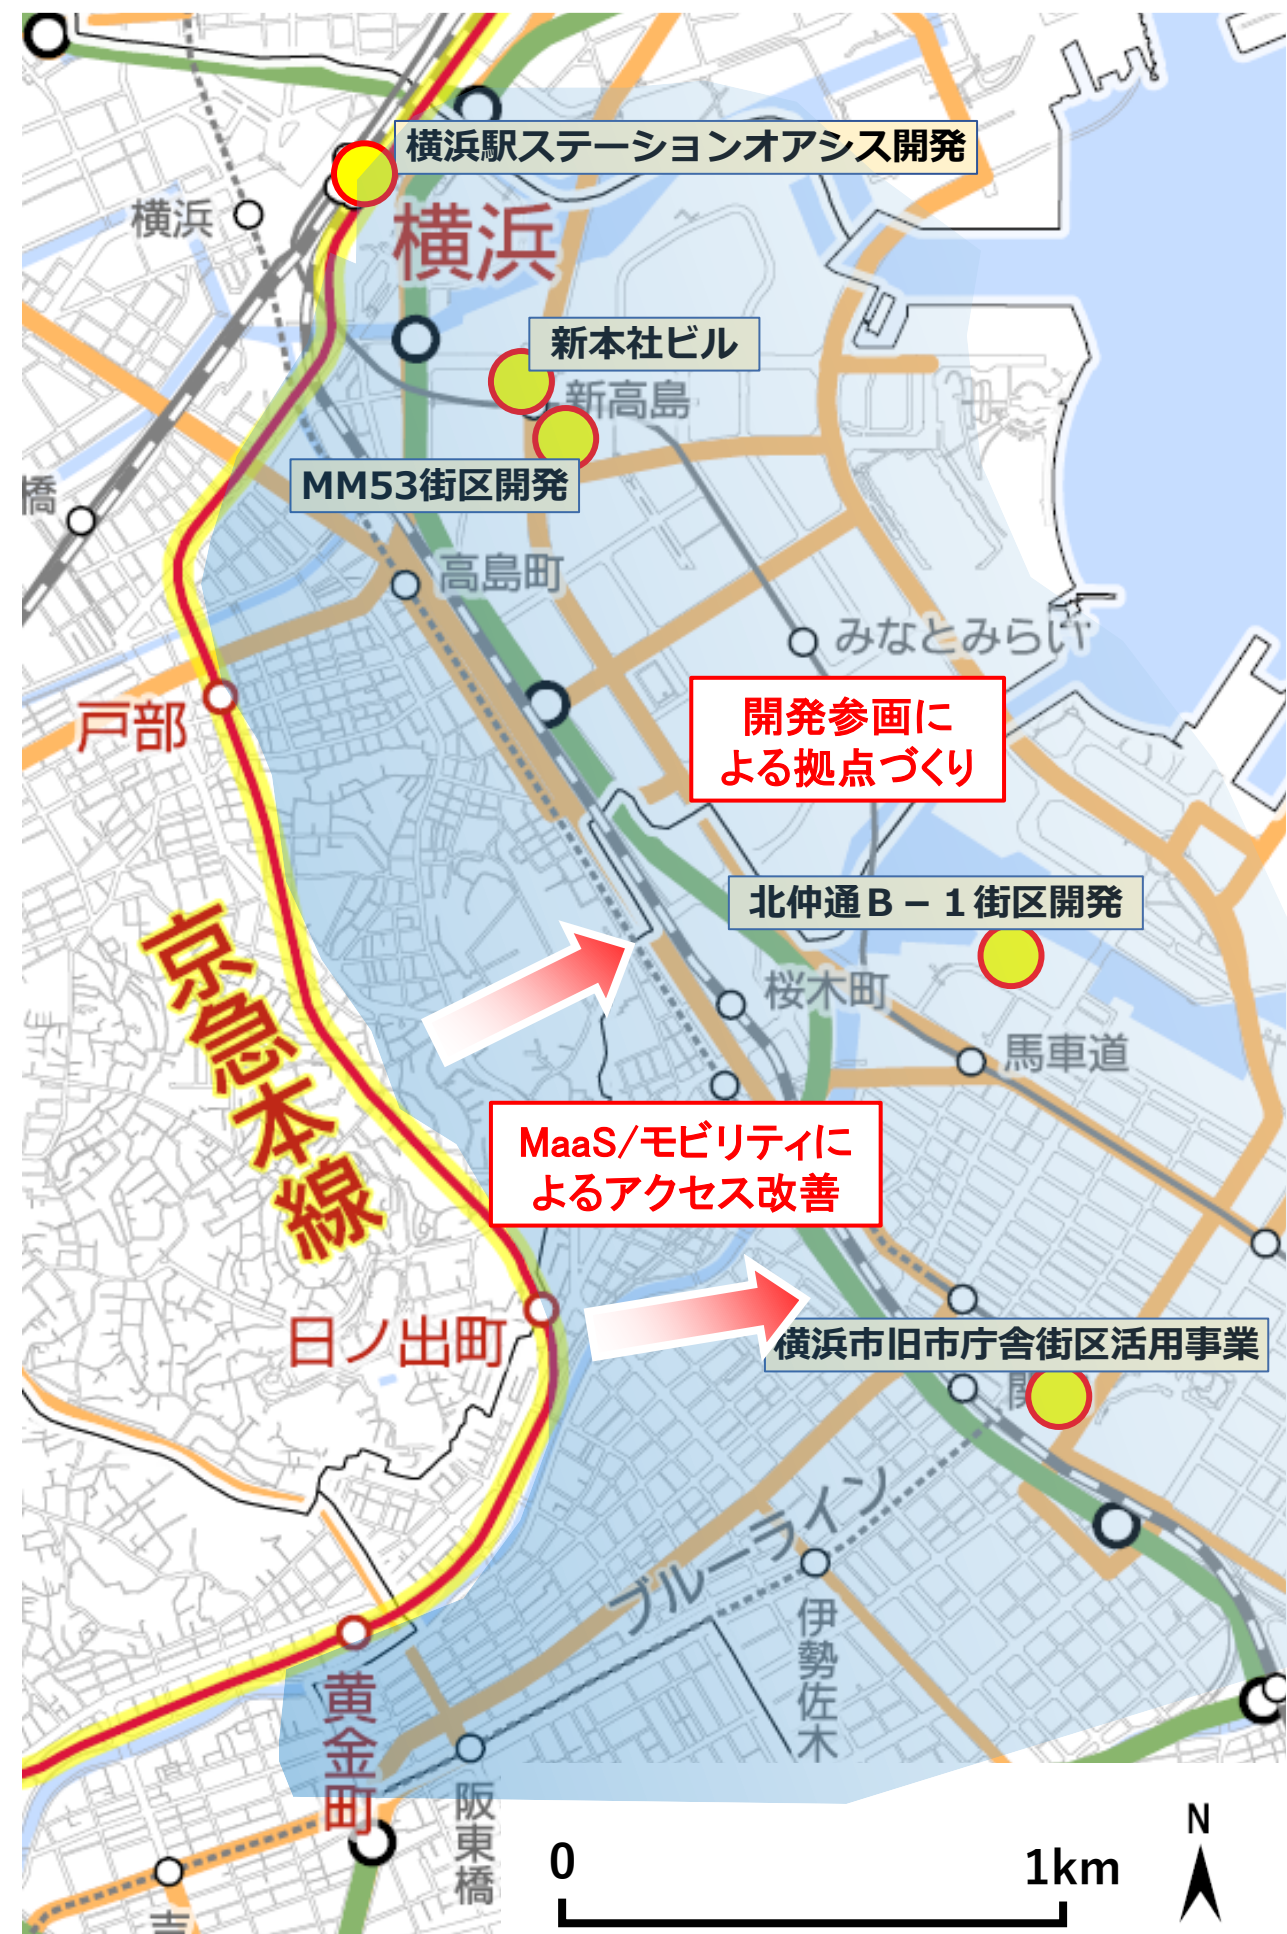 横浜駅ステーションオアシス開発
横浜
横浜
新本社ビル
新高島
MM53街区開発
橋
高島町
みなとみらい
戸部
開発参画に
よる拠点づくり
北仲通B－1街区開発
京急本線
桜木町
馬車道
MaaS/モビリティに
よるアクセス改善
日ノ出町
横浜市旧市庁舎街区活用事業
ブルーライン
伊勢佐木
黄金町
阪東橋
0
1km
N